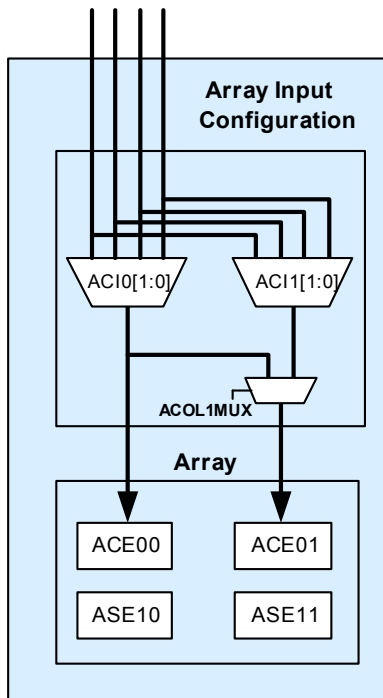 Array Input
Configuration
ACI0[1:0]
ACI1[1:0]
ACOL1MUX
Array
ACE00
ACE01
ASE10
ASE11